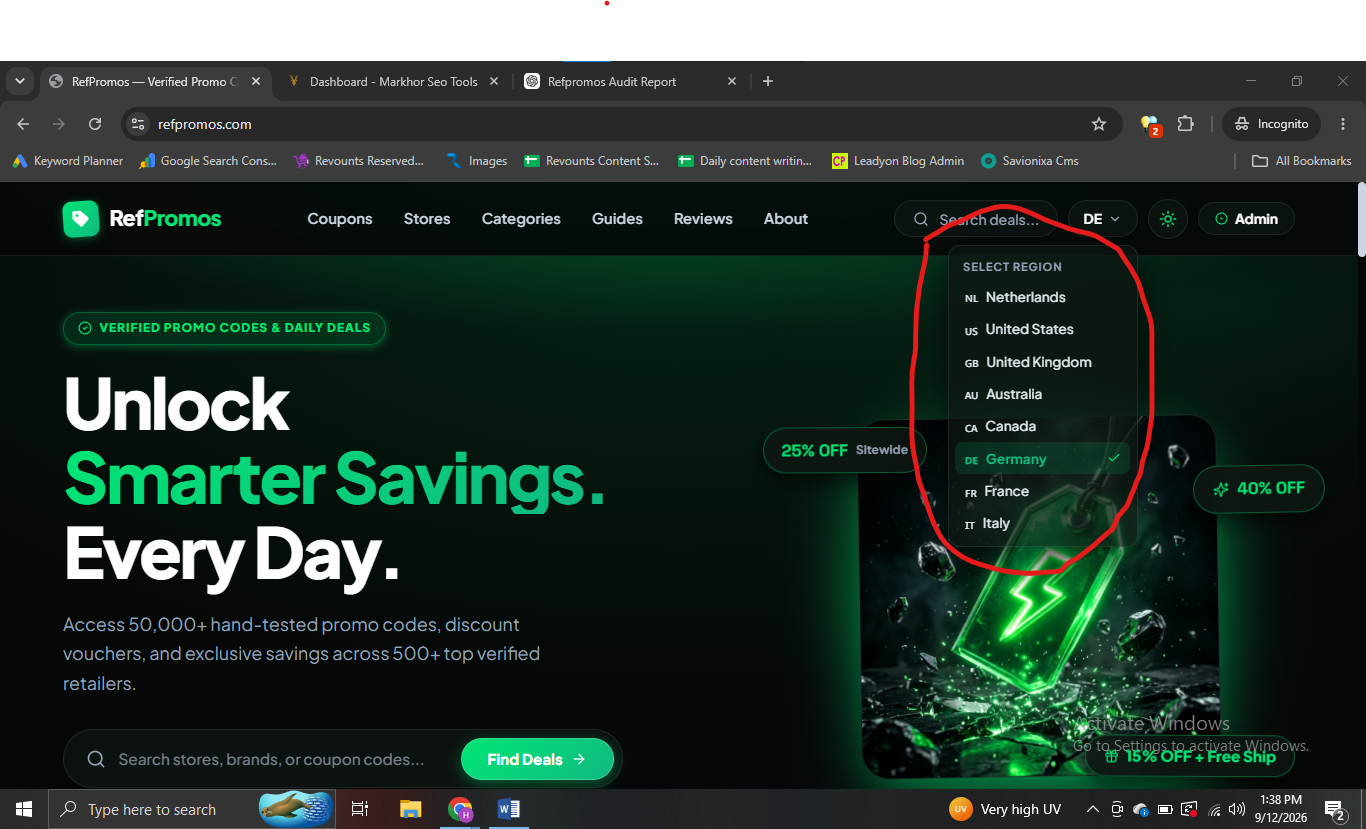 RefPromos — Verified Promo C
Dashboard - Markhor Seo Tools
Refpromos Audit Report
refpromos.com
2
Incognito
Keyword Planner
Google Search Cons...
Revounts Reserved...
Images
Revounts Content S...
Daily content writin...
CP Leadyon Blog Admin
Savionixa Cms
All Bookmarks
RefPromos
Coupons
Stores
Categories
Guides
Reviews
About
Search deals...
DE
Admin
SELECT REGION
NL Netherlands
US United States
GB United Kingdom
AU Australia
CA Canada
DE Germany
FR France
IT Italy
VERIFIED PROMO CODES & DAILY DEALS
Unlock
Smarter Savings.
Every Day.
25% OFF Sitewide
40% OFF
Access 50,000+ hand-tested promo codes, discount
vouchers, and exclusive savings across 500+ top verified
retailers.
Search stores, brands, or coupon codes...
Find Deals
Activate Windows
Go to Settings to activate Windows.
15% OFF + Free Ship
Type here to search
H
W
UV
Very high UV
1:38 PM
9/12/2026
2